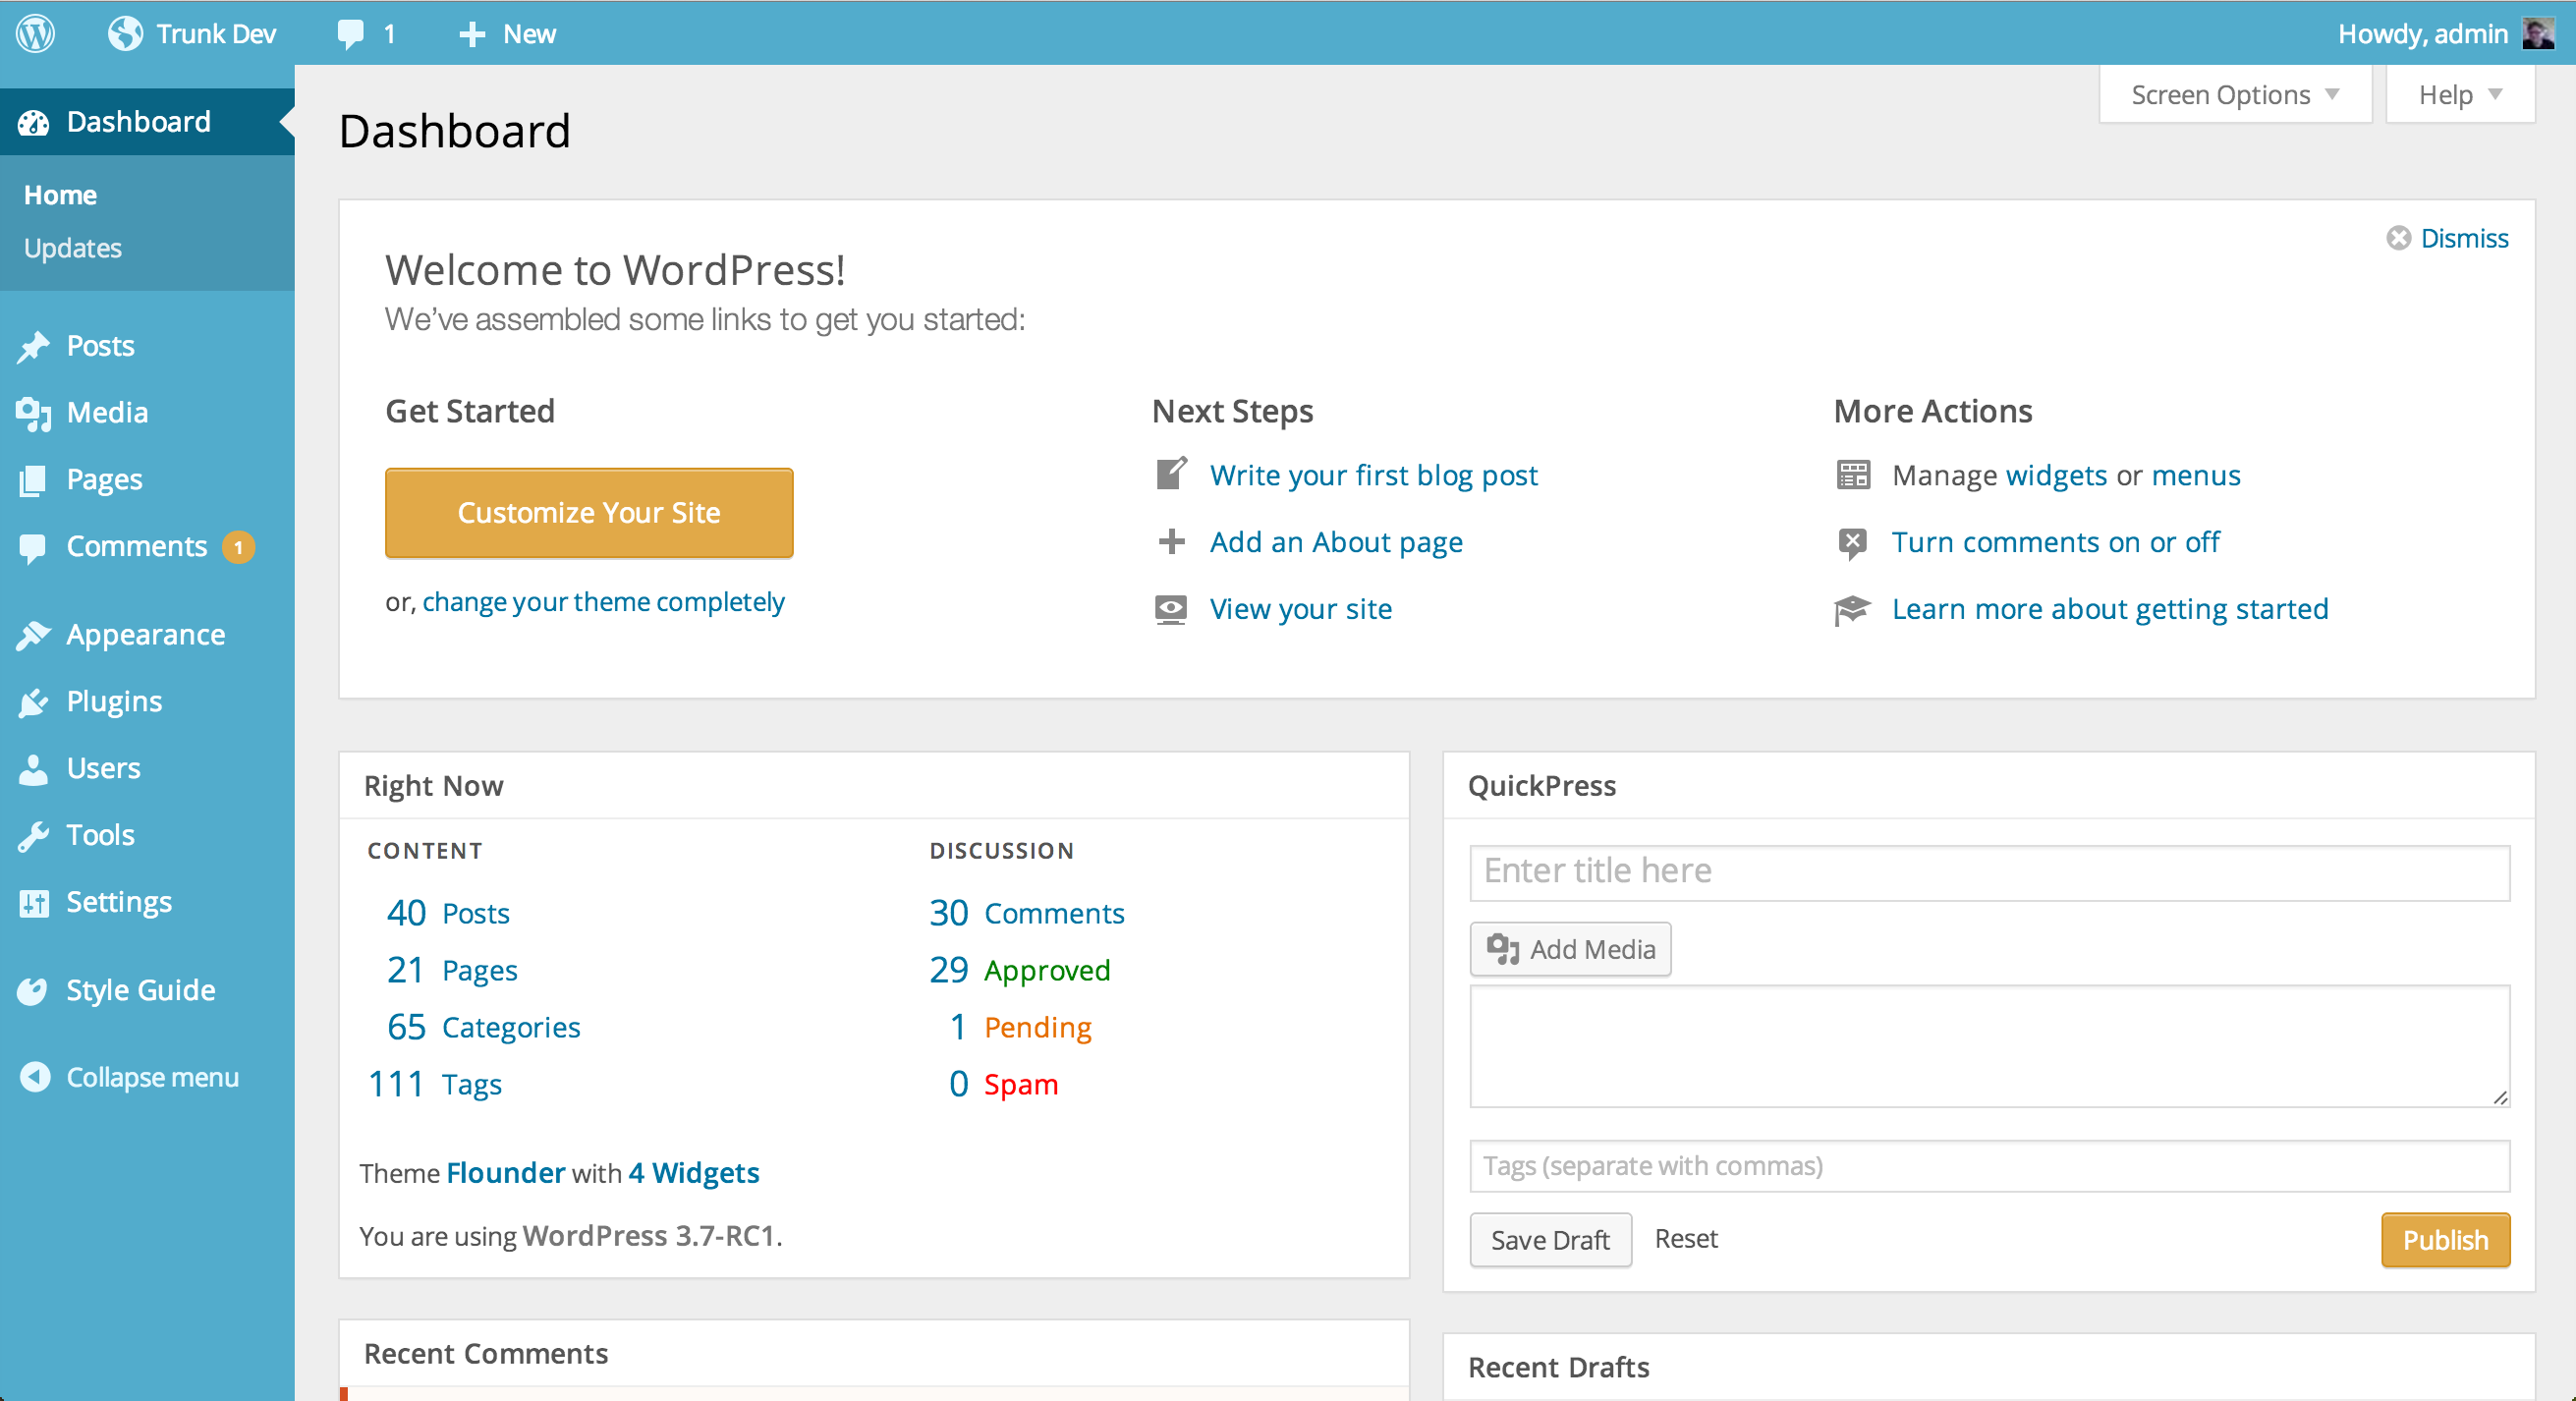 Trunk Dev
1
New
Howdy, admin
Dashboard
Home
Updates
Posts
Media
Pages
Comments 1
Appearance
Plugins
Users
Tools
Settings
Style Guide
Collapse menu
Screen Options
Help
Dashboard
Dismiss
Welcome to WordPress!
We’ve assembled some links to get you started:
Get Started
Customize Your Site
or, change your theme completely
Next Steps
Write your first blog post
Add an About page
View your site
More Actions
Manage widgets or menus
Turn comments on or off
Learn more about getting started
Right Now
CONTENT
40 Posts
21 Pages
65 Categories
111 Tags
DISCUSSION
30 Comments
29 Approved
1 Pending
0 Spam
Theme Flounder with 4 Widgets
You are using WordPress 3.7-RC1.
QuickPress
Enter title here
Add Media
Tags (separate with commas)
Save Draft
Reset
Publish
Recent Comments
Recent Drafts